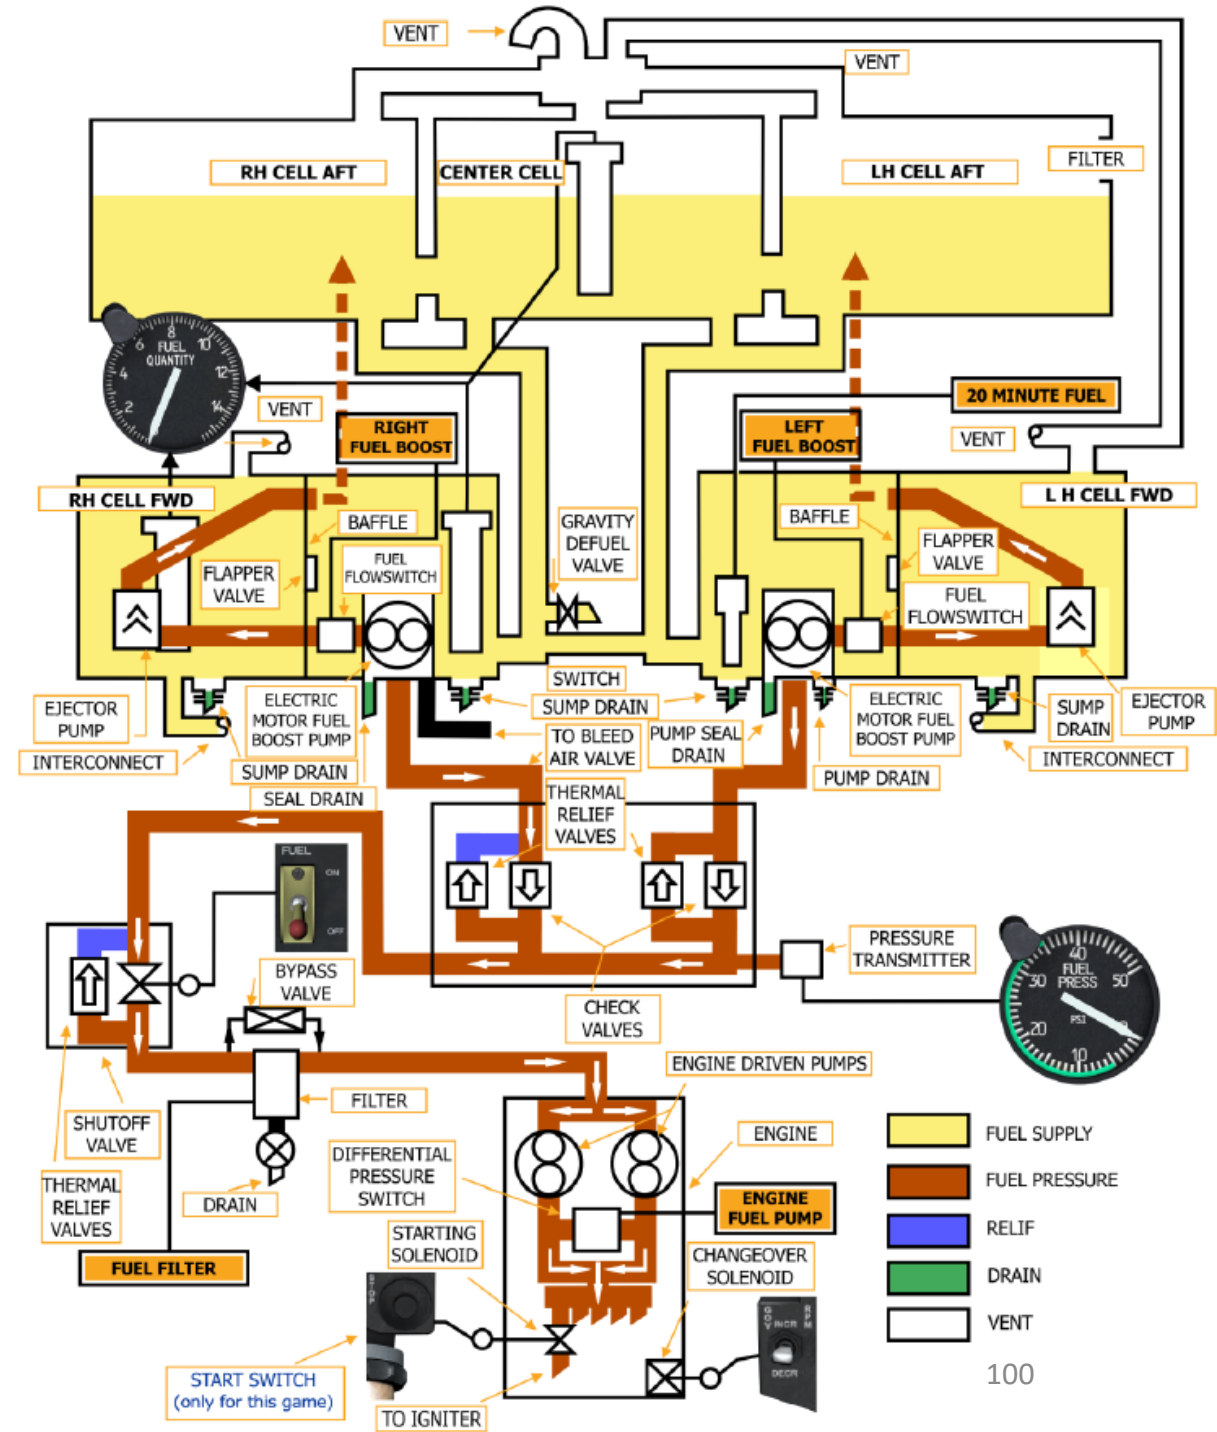 VENT
VENT
RH CELL AFT
CENTER CELL
LH CELL AFT
FILTER
8
6
10
FUEL
QUANTITY
4
12
2
14
VENT
RIGHT
FUEL BOOST
LEFT
FUEL BOOST
20 MINUTE FUEL
VENT
RH CELL FWD
L H CELL FWD
BAFFLE
GRAVITY
DEFUEL
VALVE
BAFFLE
FLAPPER
VALVE
FUEL
FLOWSWITCH
FLAPPER
VALVE
FUEL
FLOWSWITCH
EJECTOR
PUMP
ELECTRIC
MOTOR FUEL
BOOST PUMP
SWITCH
SUMP DRAIN
TO BLEED
AIR VALVE
PUMP SEAL
DRAIN
ELECTRIC
MOTOR FUEL
BOOST PUMP
SUMP
DRAIN
EJECTOR
PUMP
INTERCONNECT
SUMP DRAIN
SEAL DRAIN
PUMP DRAIN
INTERCONNECT
THERMAL
RELIEF
VALVES
FUEL
ON
OFF
BYPASS
VALVE
CHECK
VALVES
PRESSURE
TRANSMITTER
40
FUEL
PRESS
30
50
PSI
20
10
SHUTOFF
VALVE
THERMAL
RELIEF
VALVES
FILTER
DRAIN
FUEL FILTER
ENGINE DRIVEN PUMPS
DIFFERENTIAL
PRESSURE
SWITCH
ENGINE
ENGINE
FUEL PUMP
STARTING
SOLENOID
CHANGEOVER
SOLENOID
STOP
GOV
RPM
INCR
DECR
START SWITCH
(only for this game)
TO IGNITER
FUEL SUPPLY
FUEL PRESSURE
RELIF
DRAIN
VENT
100